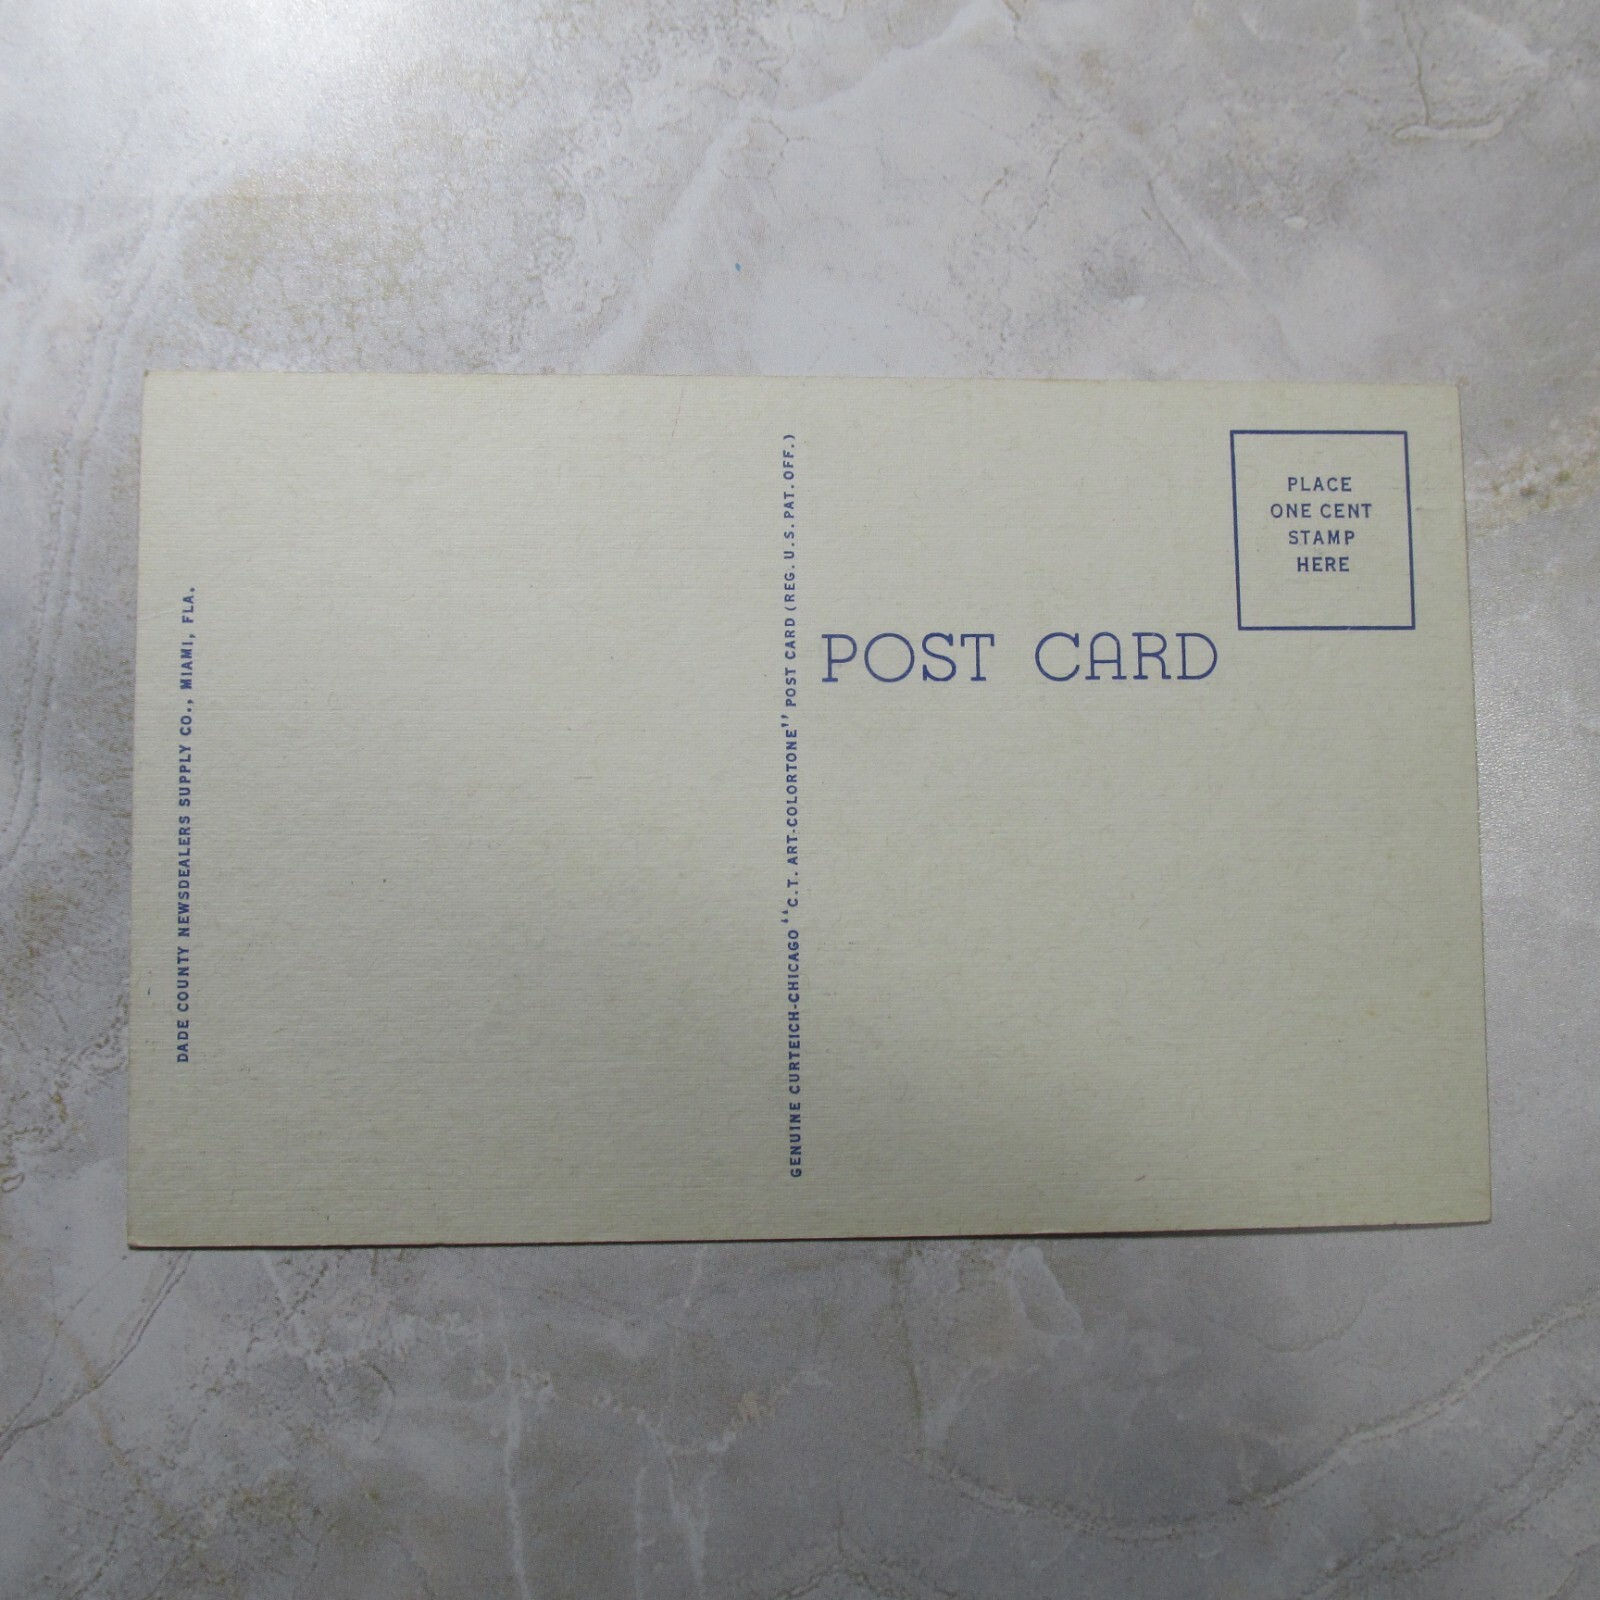 DADE COUNTY NEWSDEALERS SUPPLY CO., MIAMI, FLA.
GENUINE CURTEICH-CHICAGO "C.T. ART-COLORTONE" POST CARD (REG. U.S. PAT. OFF.)
POST CARD
PLACE
ONE CENT
STAMP
HERE